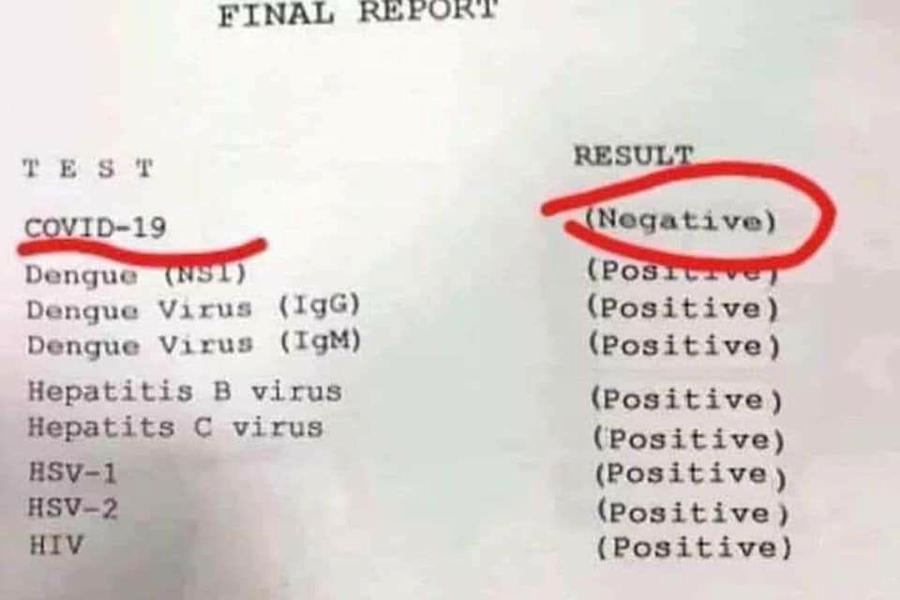 FINAL REPORT
TEST RESULT
COVID-19 (Negative)
Dengue (NS1) (Positive)
Dengue Virus (IgG) (Positive)
Dengue Virus (IgM) (Positive)
Hepatitis B virus (Positive)
Hepatits C virus (Positive)
HSV-1 (Positive)
HSV-2 (Positive)
HIV (Positive)